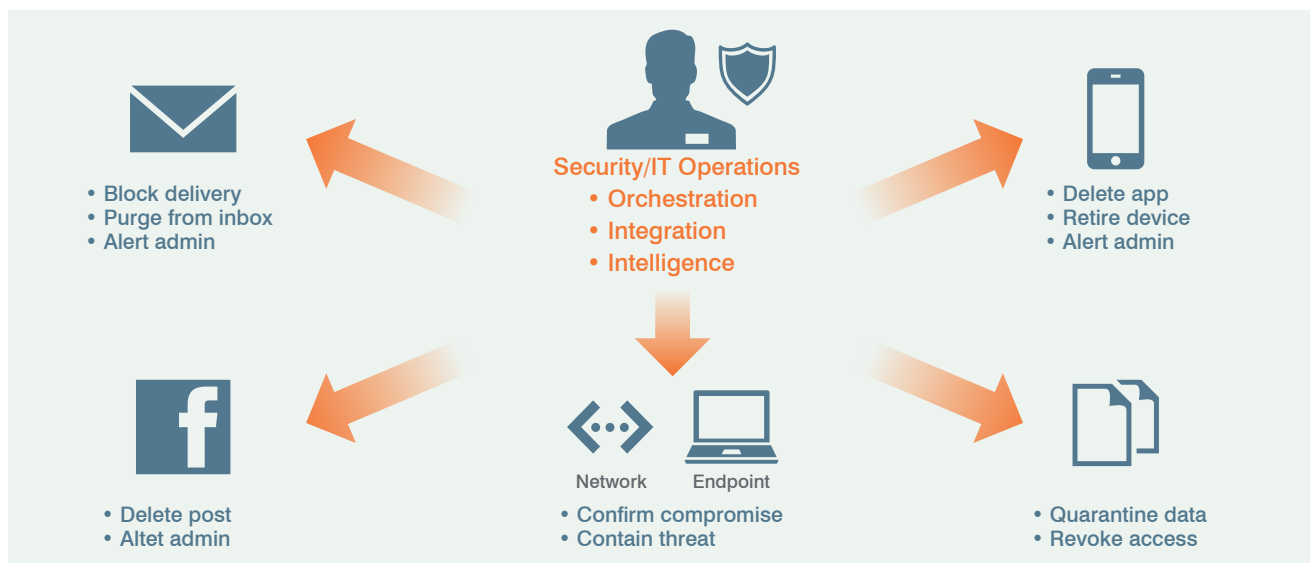 Security/IT Operations
• Orchestration
• Integration
• Intelligence
• Block delivery
• Purge from inbox
• Alert admin
• Delete app
• Retire device
• Alert admin
• Delete post
• Altet admin
Network
Endpoint
• Confirm compromise
• Contain threat
• Quarantine data
• Revoke access